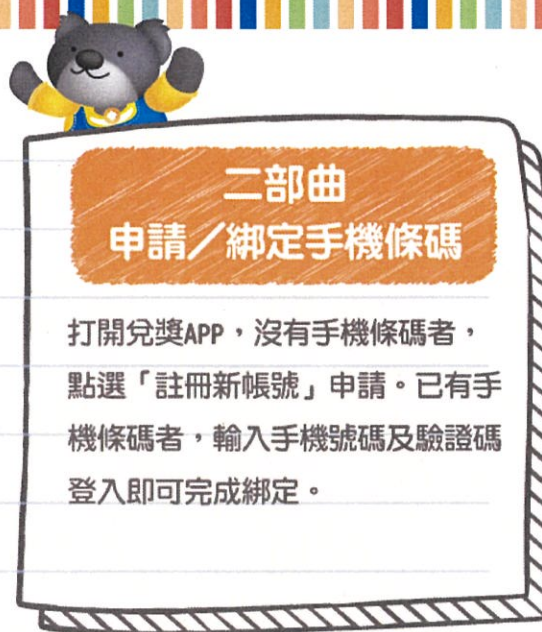 二部曲
申請／綁定手機條碼
打開兌獎APP，沒有手機條碼者，
點選「註冊新帳號」申請。已有手
機條碼者，輸入手機號碼及驗證碼
登入即可完成綁定。